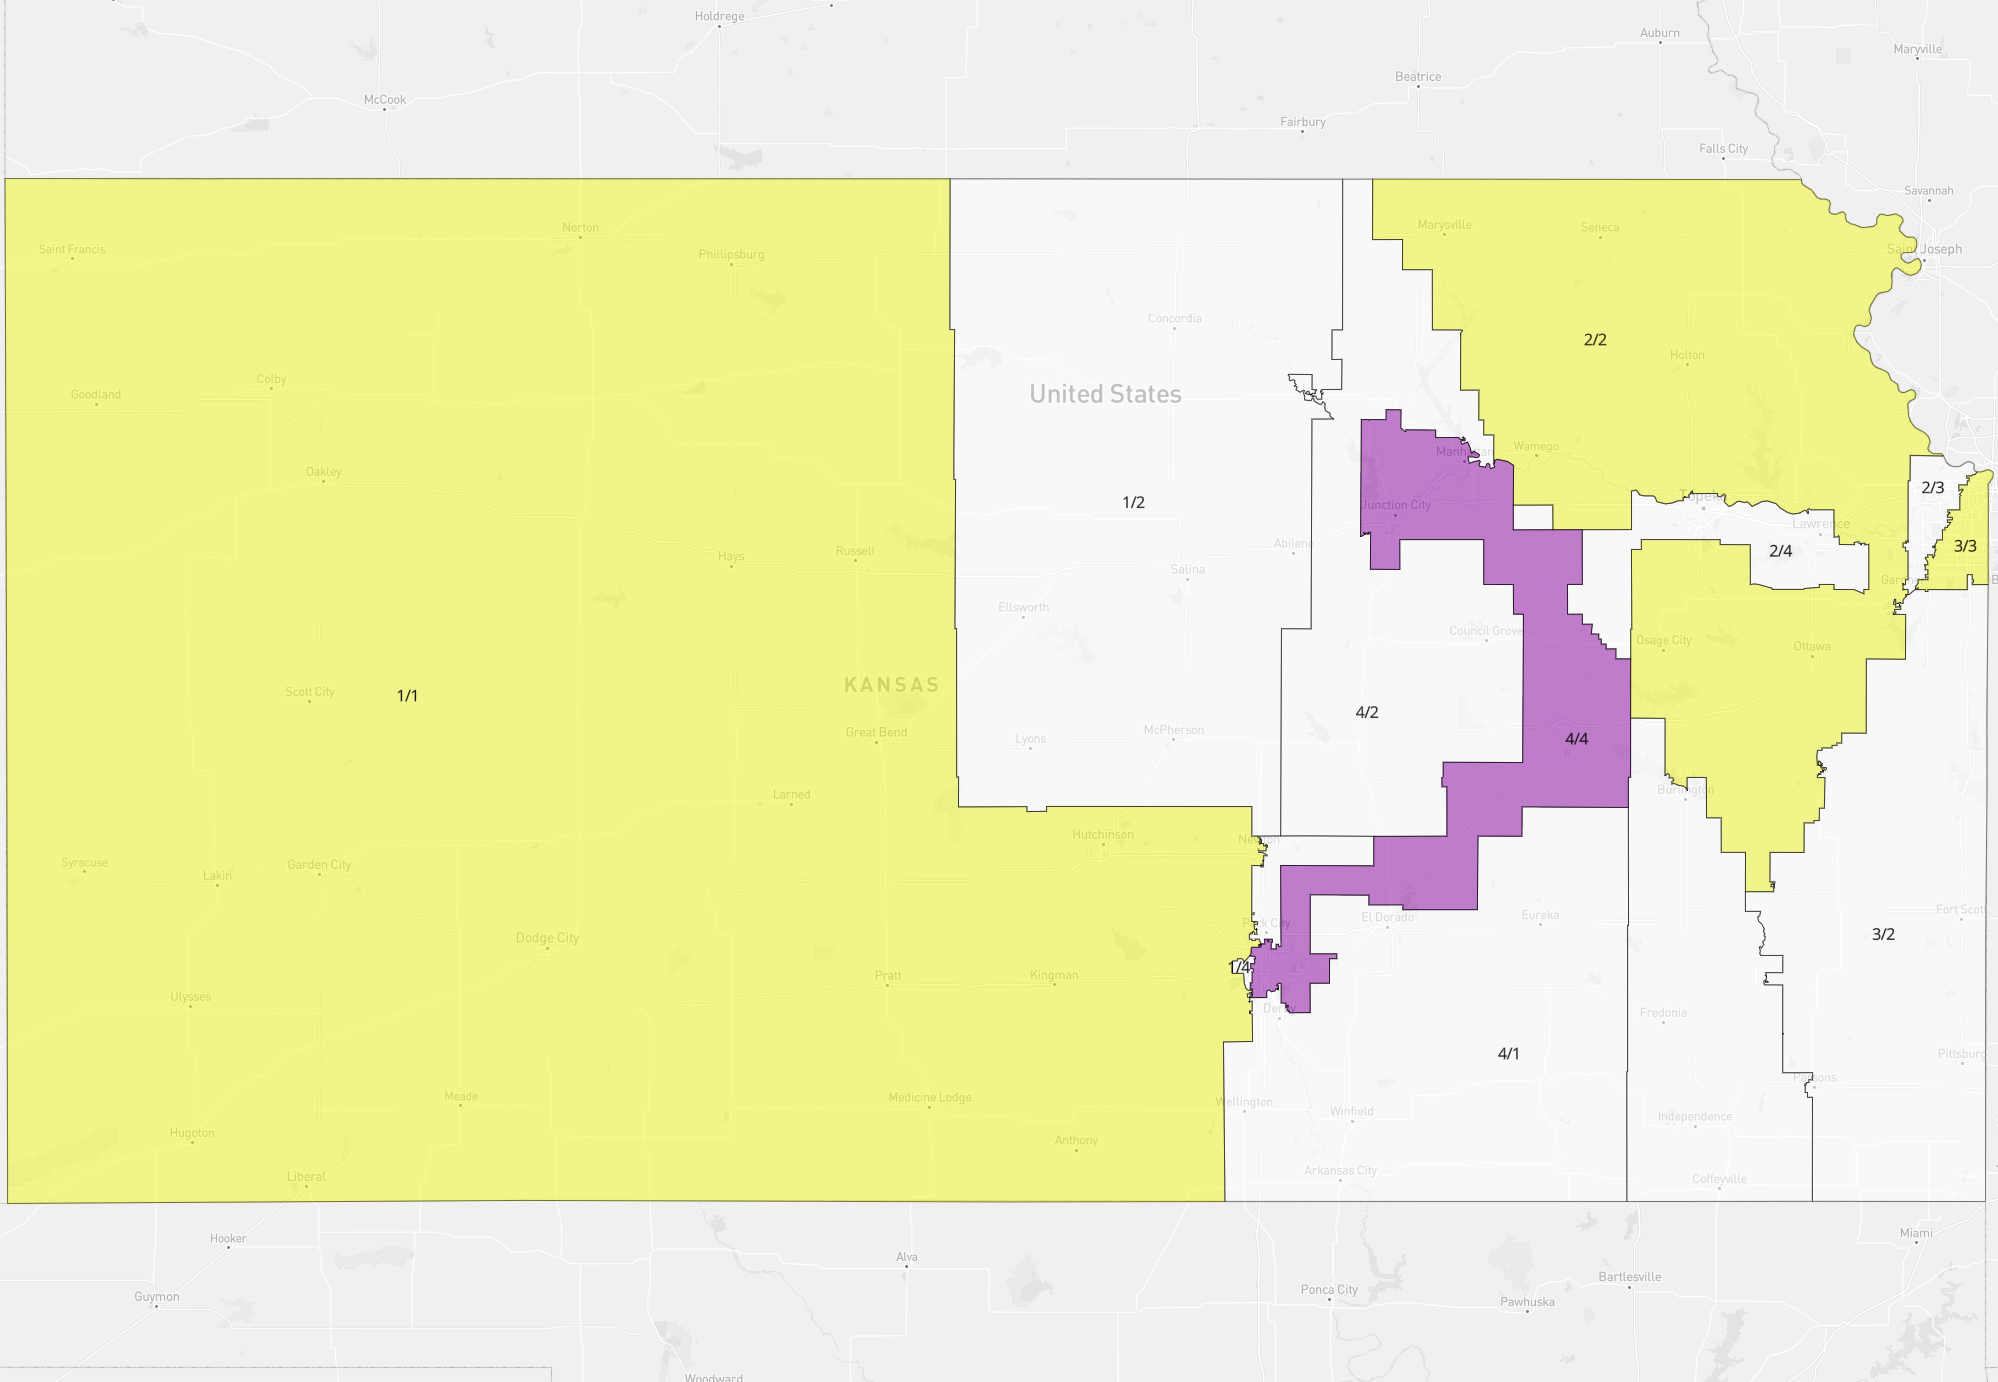 Holdrege
Auburn
Maryville
Beatrice
McCook
Fairbury
Falls City
Savannah
Norton
Marysville
Seneca
Saint Francis
Phillipsburg
Saint Joseph
Concordia
2/2
Holton
Colby
Goodland
United States
Wamego
Manhattan
Oakley
1/2
2/3
Topeka
Junction City
Lawrence
Abilene
2/4
3/3
Hays
Russell
Salina
Ellsworth
Council Grove
Osage City
Ottawa
KANSAS
Scott City
1/1
4/2
Great Bend
Lyons
McPherson
4/4
Burlington
Larned
Hutchinson
Newton
Syracuse
Garden City
Lakin
Park City
El Dorado
Eureka
Fort Scott
Dodge City
3/2
1/4
Pratt
Kingman
Ulysses
Derby
Fredonia
4/1
Pittsburg
Parsons
Meade
Medicine Lodge
Wellington
Winfield
Independence
Hugoton
Anthony
Liberal
Arkansas City
Coffeyville
Hooker
Alva
Miami
Bartlesville
Guymon
Ponca City
Pawhuska
Woodward